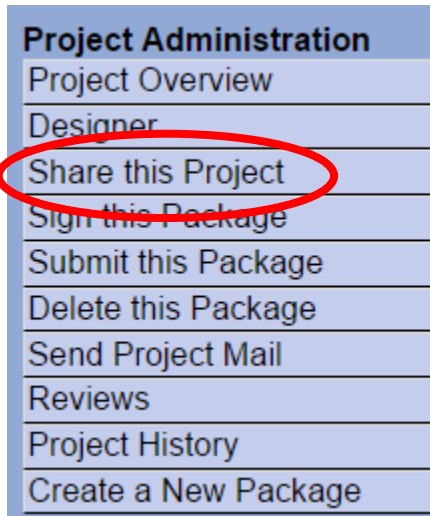 Project Administration
Project Overview
Designer
Share this Project
Sign this Package
Submit this Package
Delete this Package
Send Project Mail
Reviews
Project History
Create a New Package